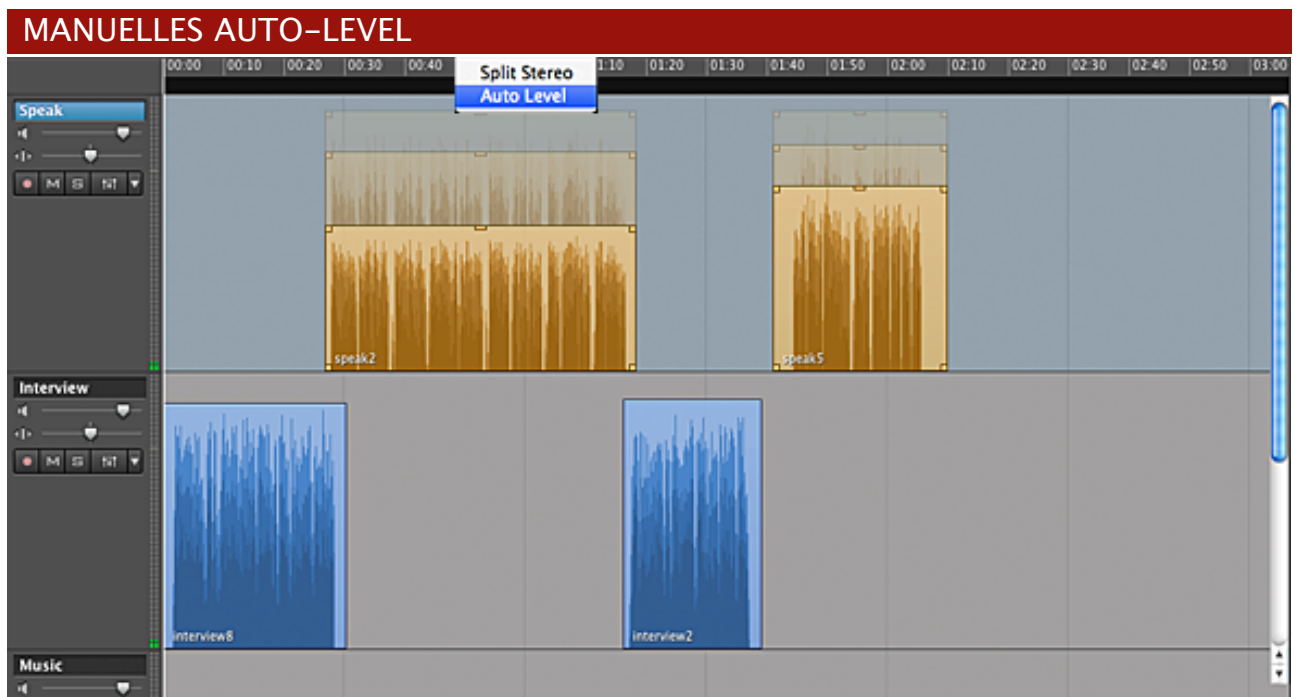 MANUELLES AUTO-LEVEL
00:00 00:10 00:20 00:30 00:40 1:10 01:20 01:30 01:40 01:50 02:00 02:10 02:20 02:30 02:40 02:50 03:00
Split Stereo
Auto Level
Speak
M S
speak2
speak5
Interview
M S
interview8
interview2
Music